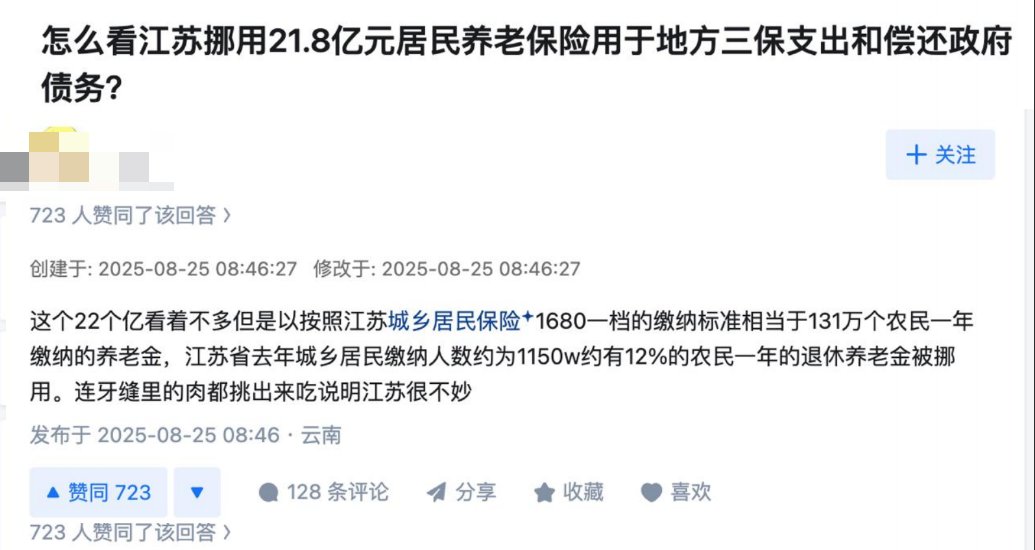 怎么看江苏挪用21.8亿元居民养老保险用于地方三保支出和偿还政府
债务?
+ 关注
723 人赞同了该回答 ›
创建于: 2025-08-25 08:46:27 修改于: 2025-08-25 08:46:27
这个22个亿看着不多但是以按照江苏城乡居民保险1680一档的缴纳标准相当于131万个农民一年
缴纳的养老金，江苏省去年城乡居民缴纳人数约为1150w约有12%的农民一年的退休养老金被挪
用。连牙缝里的肉都挑出来吃说明江苏很不妙
发布于 2025-08-25 08:46 · 云南
赞同 723 128 条评论 分享 收藏 喜欢
723 人赞同了该回答 ›